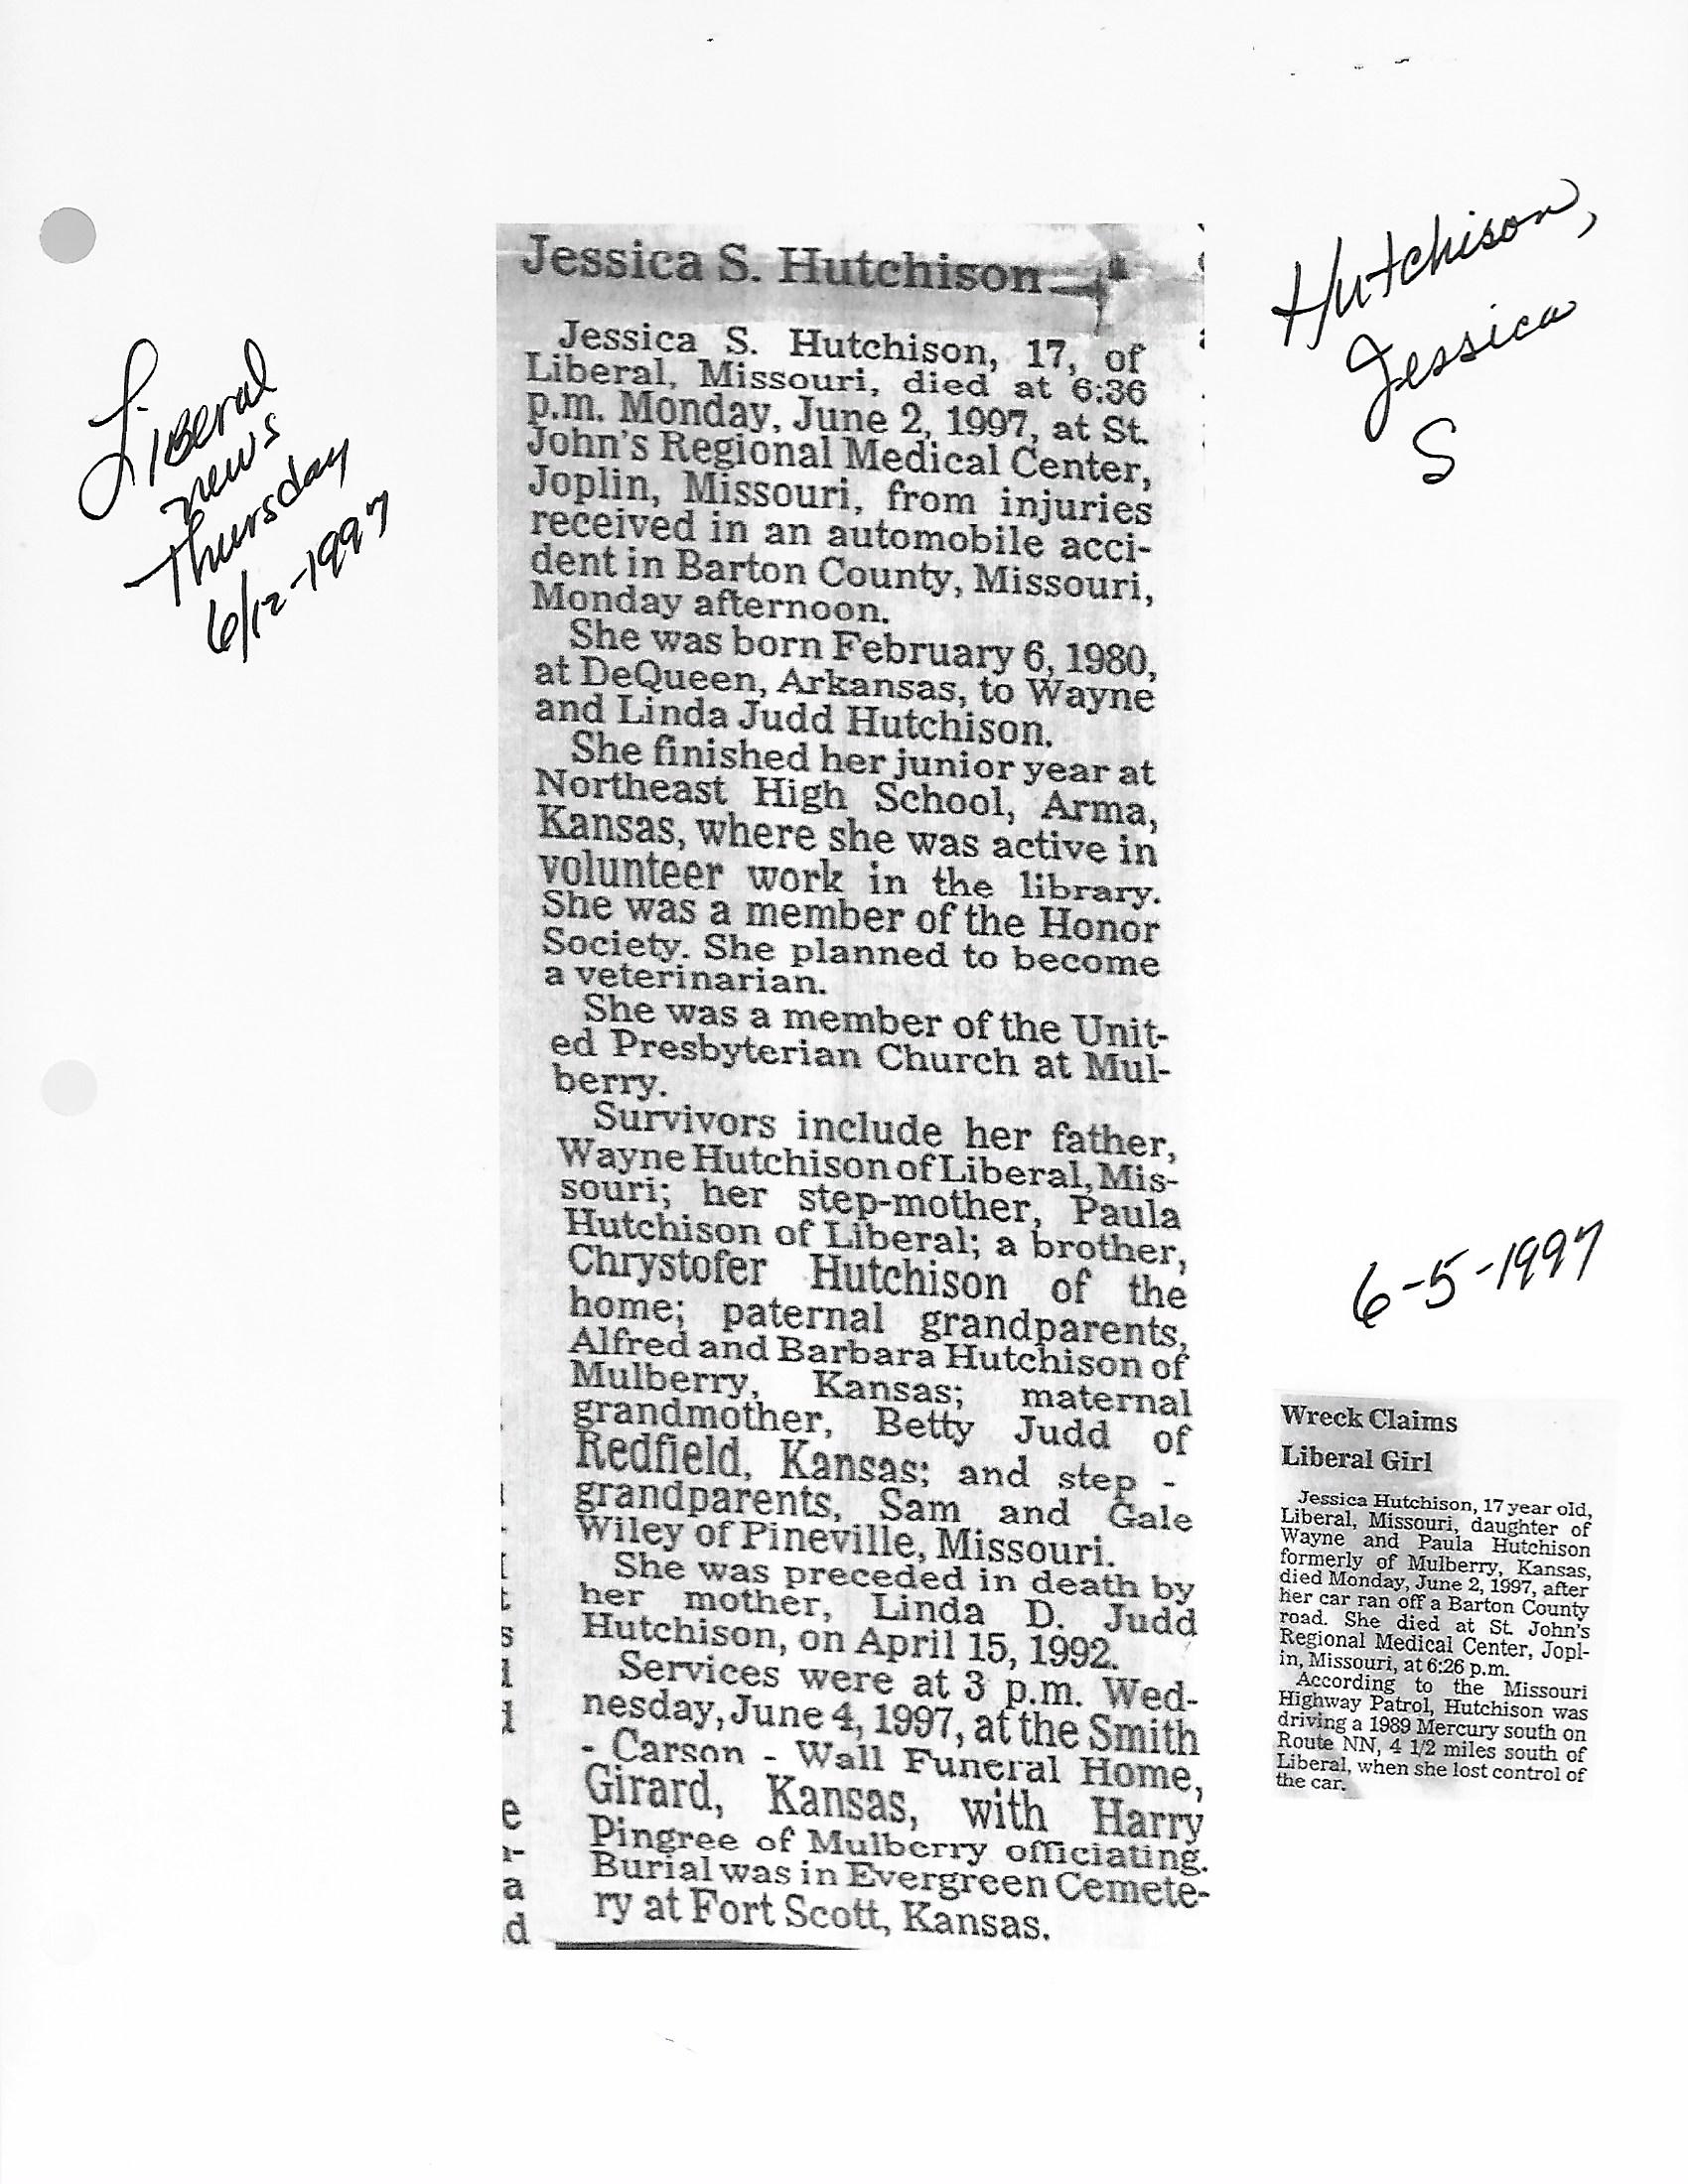 Hutchison,
Jessica
S
Liberal
news
Thursday
6/12-1997
Jessica S. Hutchison
Jessica S. Hutchison, 17, of
Liberal, Missouri, died at 6:36
p.m. Monday, June 2, 1997, at St.
John's Regional Medical Center,
Joplin, Missouri, from injuries
received in an automobile acci-
dent in Barton County, Missouri,
Monday afternoon.
She was born February 6, 1980,
at DeQueen, Arkansas, to Wayne
and Linda Judd Hutchison.
She finished her junior year at
Northeast High School, Arma,
Kansas, where she was active in
volunteer work in the library.
She was a member of the Honor
Society. She planned to become
a veterinarian.
She was a member of the Unit-
ed Presbyterian Church at Mul-
berry.
Survivors include her father,
Wayne Hutchison of Liberal, Mis-
souri; her step-mother, Paula
Hutchison of Liberal; a brother,
Chrystofer Hutchison of the
home; paternal grandparents,
Alfred and Barbara Hutchison of
Mulberry, Kansas; maternal
grandmother, Betty Judd of
Redfield, Kansas; and step -
grandparents, Sam and Gale
Wiley of Pineville, Missouri.
She was preceded in death by
her mother, Linda D. Judd
Hutchison, on April 15, 1992.
Services were at 3 p.m. Wed-
nesday, June 4, 1997, at the Smith
- Carson - Wall Funeral Home,
Girard, Kansas, with Harry
Pingree of Mulberry officiating.
Burial was in Evergreen Cemete-
ry at Fort Scott, Kansas.
6-5-1997
Wreck Claims
Liberal Girl
Jessica Hutchison, 17 year old,
Liberal, Missouri, daughter of
Wayne and Paula Hutchison
formerly of Mulberry, Kansas,
died Monday, June 2, 1997, after
her car ran off a Barton County
road. She died at St. John's
Regional Medical Center, Jopl-
in, Missouri, at 6:26 p.m.
According to the Missouri
Highway Patrol, Hutchison was
driving a 1989 Mercury south on
Route NN, 4 1/2 miles south of
Liberal, when she lost control of
the car.